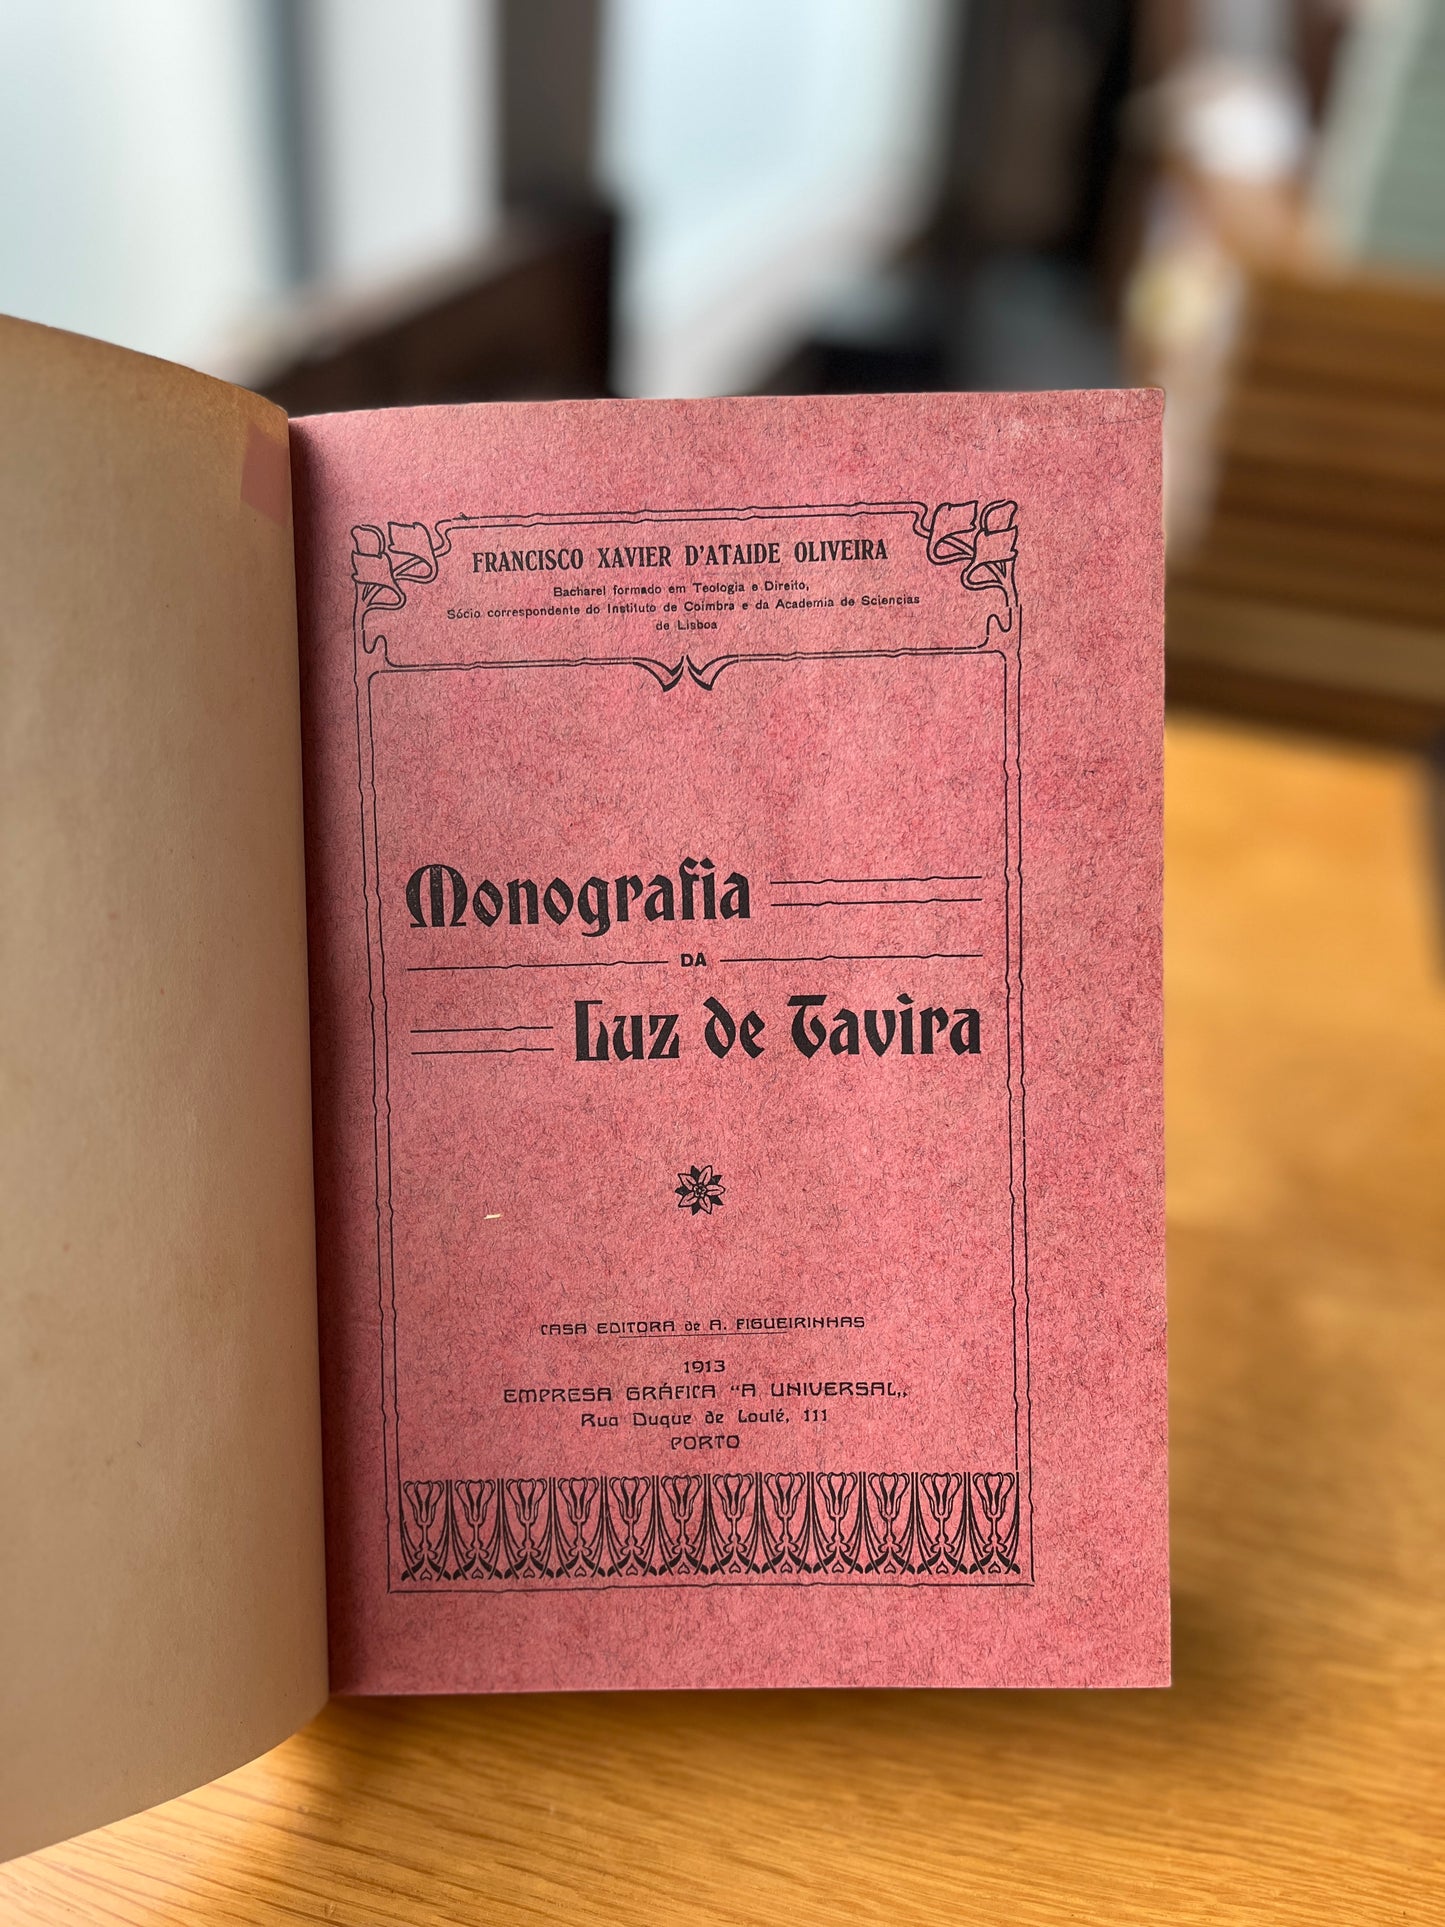 FRANCISCO XAVIER D'ATAIDE OLIVEIRA
Bacharel formado em Teologia e Direito,
Sócio correspondente do Instituto de Coimbra e da Academia de Sciencias
de Lisboa
Monografia
DA
Luz de Tavira
CASA EDITORA de A. FIGUEIRINHAS
1913
EMPRESA GRÁFICA "A UNIVERSAL„
Rua Duque de Loulé, 111
PORTO